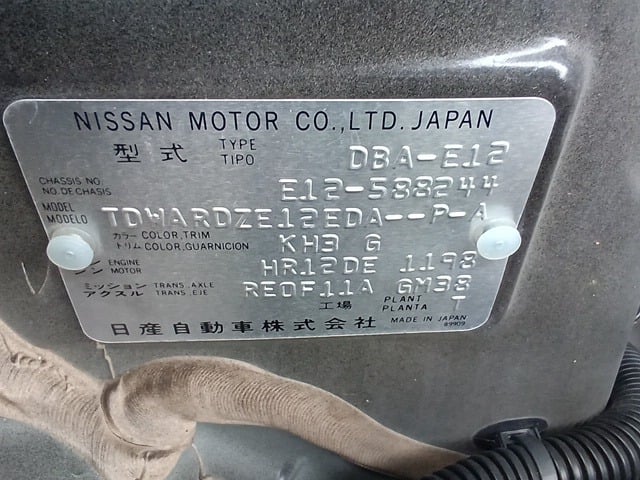 NISSAN MOTOR CO.,LTD. JAPAN
型式 TYPE TIPO DBA-E12
CHASSIS NO. NO. DE CHASIS E12-588244
MODEL MODELO TDWARDZE12EDA--P-A
カラー COLOR, TRIM
トリム COLOR, GUARNICION KH3 G
ENGINE
ン MOTOR HR12DE 1198
ミッション TRANS. AXLE
アクスル TRANS. EJE RE0F11A GM38
工場 PLANT PLANTA T
日産自動車株式会社 MADE IN JAPAN
89909